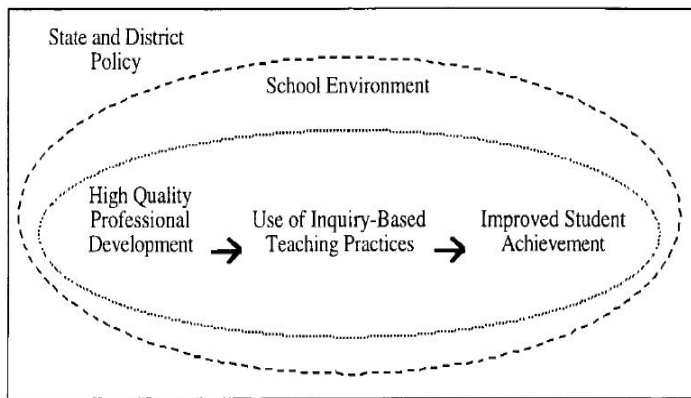 State and District
Policy
School Environment
High Quality
Professional
Development
Use of Inquiry-Based
Teaching Practices
Improved Student
Achievement